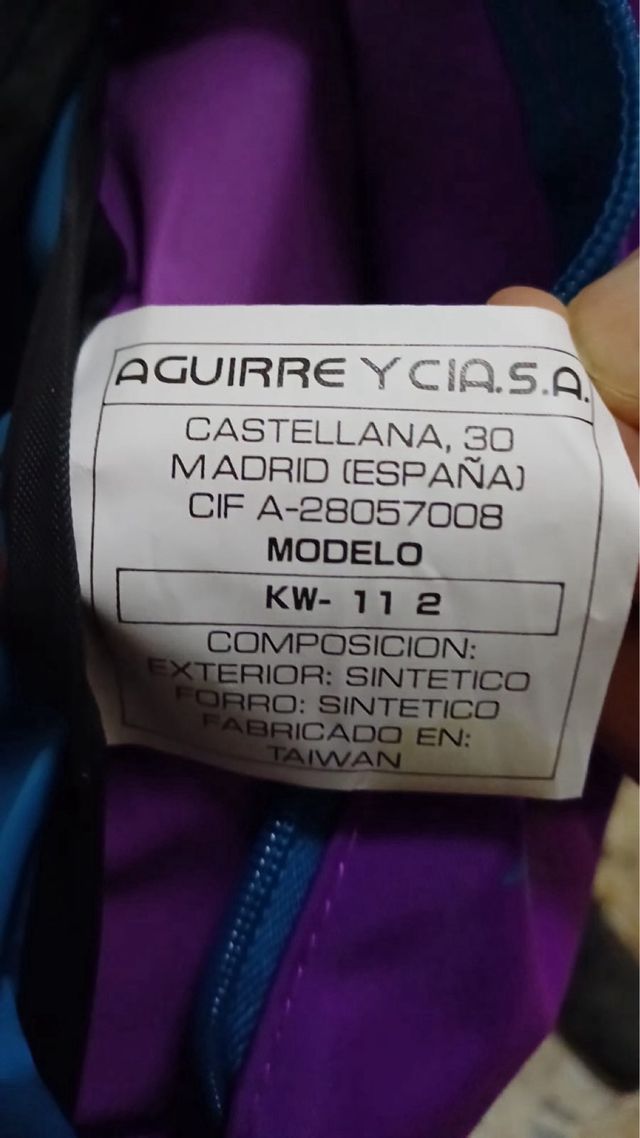 AGUIRRE Y CIA.S.A.
CASTELLANA, 30
MADRID (ESPAÑA)
CIF A-28057008
MODELO
KW- 11 2
COMPOSICION:
EXTERIOR: SINTETICO
FORRO: SINTETICO
FABRICADO EN:
TAIWAN